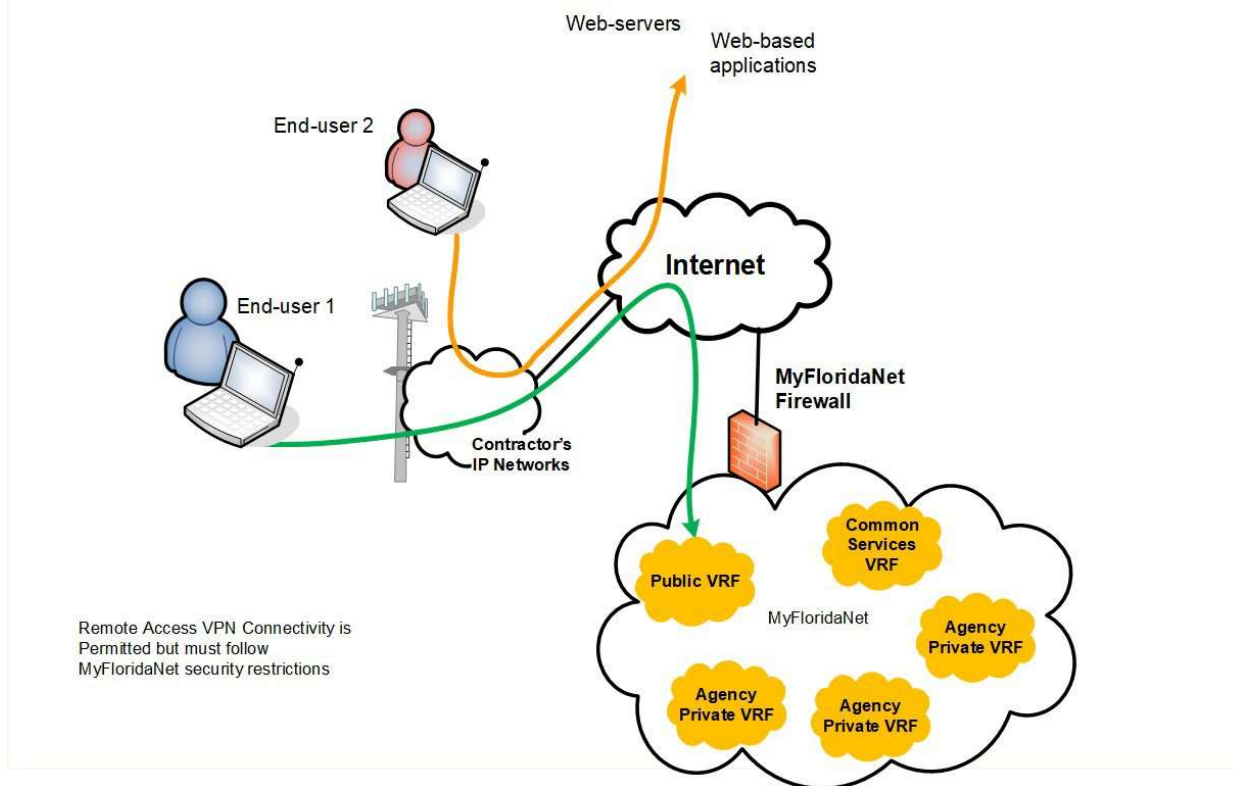 Web-servers
Web-based
applications
End-user 2
End-user 1
Internet
MyFloridaNet
Firewall
Contractor's
IP Networks
Common
Services
VRF
Public VRF
MyFloridaNet
Agency
Private VRF
Agency
Private VRF
Agency
Private VRF
Remote Access VPN Connectivity is
Permitted but must follow
MyFloridaNet security restrictions